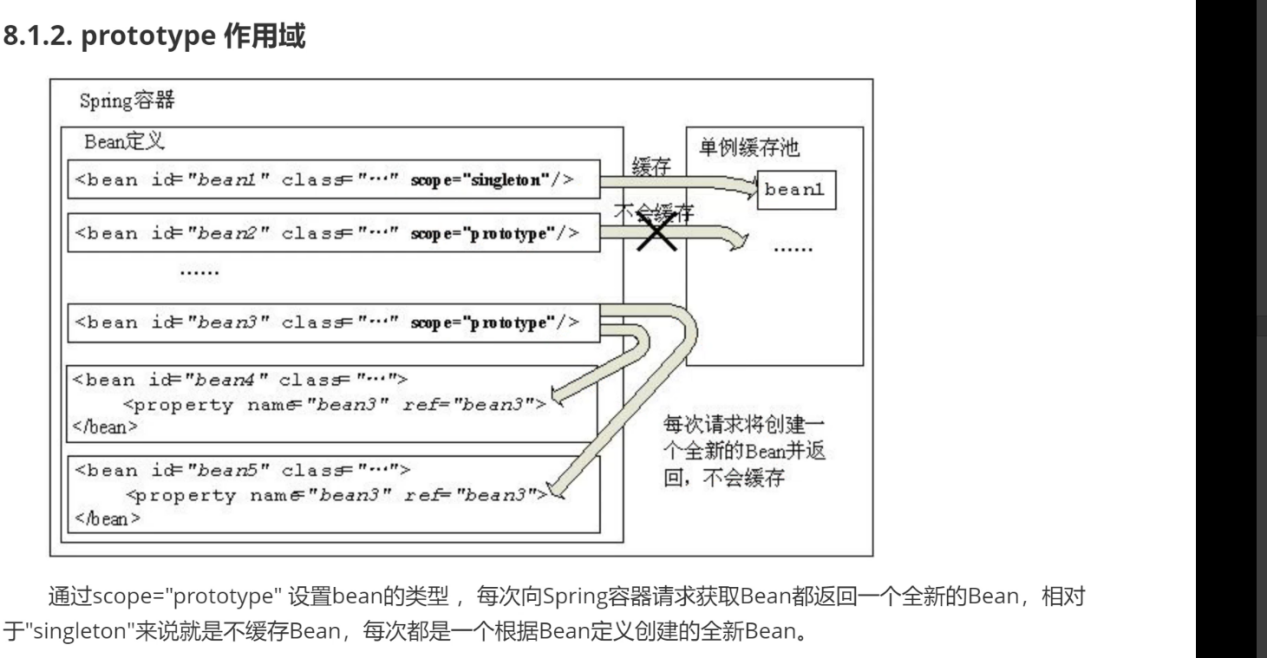 8.1.2. prototype 作用域
Spring容器
Bean定义
单例缓存池
缓存
<bean id="bean1" class="…" scope="singleton"/>
bean1
不会缓存
<bean id="bean2" class="…" scope="prototype"/>
……
……
<bean id="bean3" class="…" scope="prototype"/>
<bean id="bean4" class="…">
<property name="bean3" ref="bean3">
</bean>
每次请求将创建一
个全新的Bean并返
回，不会缓存
<bean id="bean5" class="…">
<property name="bean3" ref="bean3">
</bean>
通过scope="prototype" 设置bean的类型 ，每次向Spring容器请求获取Bean都返回一个全新的Bean，相对
于"singleton"来说就是不缓存Bean，每次都是一个根据Bean定义创建的全新Bean。